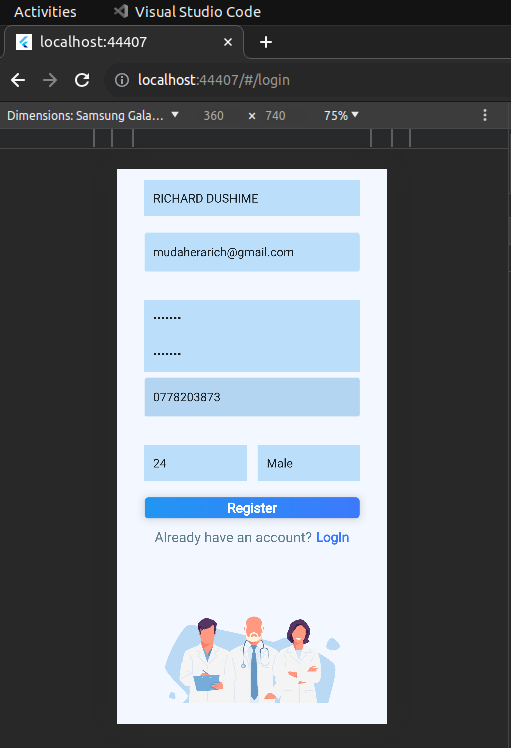 Activities Visual Studio Code
localhost:44407
localhost:44407/#/login
Dimensions: Samsung Gala... 360 × 740 75%
RICHARD DUSHIME
mudaherarich@gmail.com
•••••••
•••••••
0778203873
24 Male
Register
Already have an account? LogIn